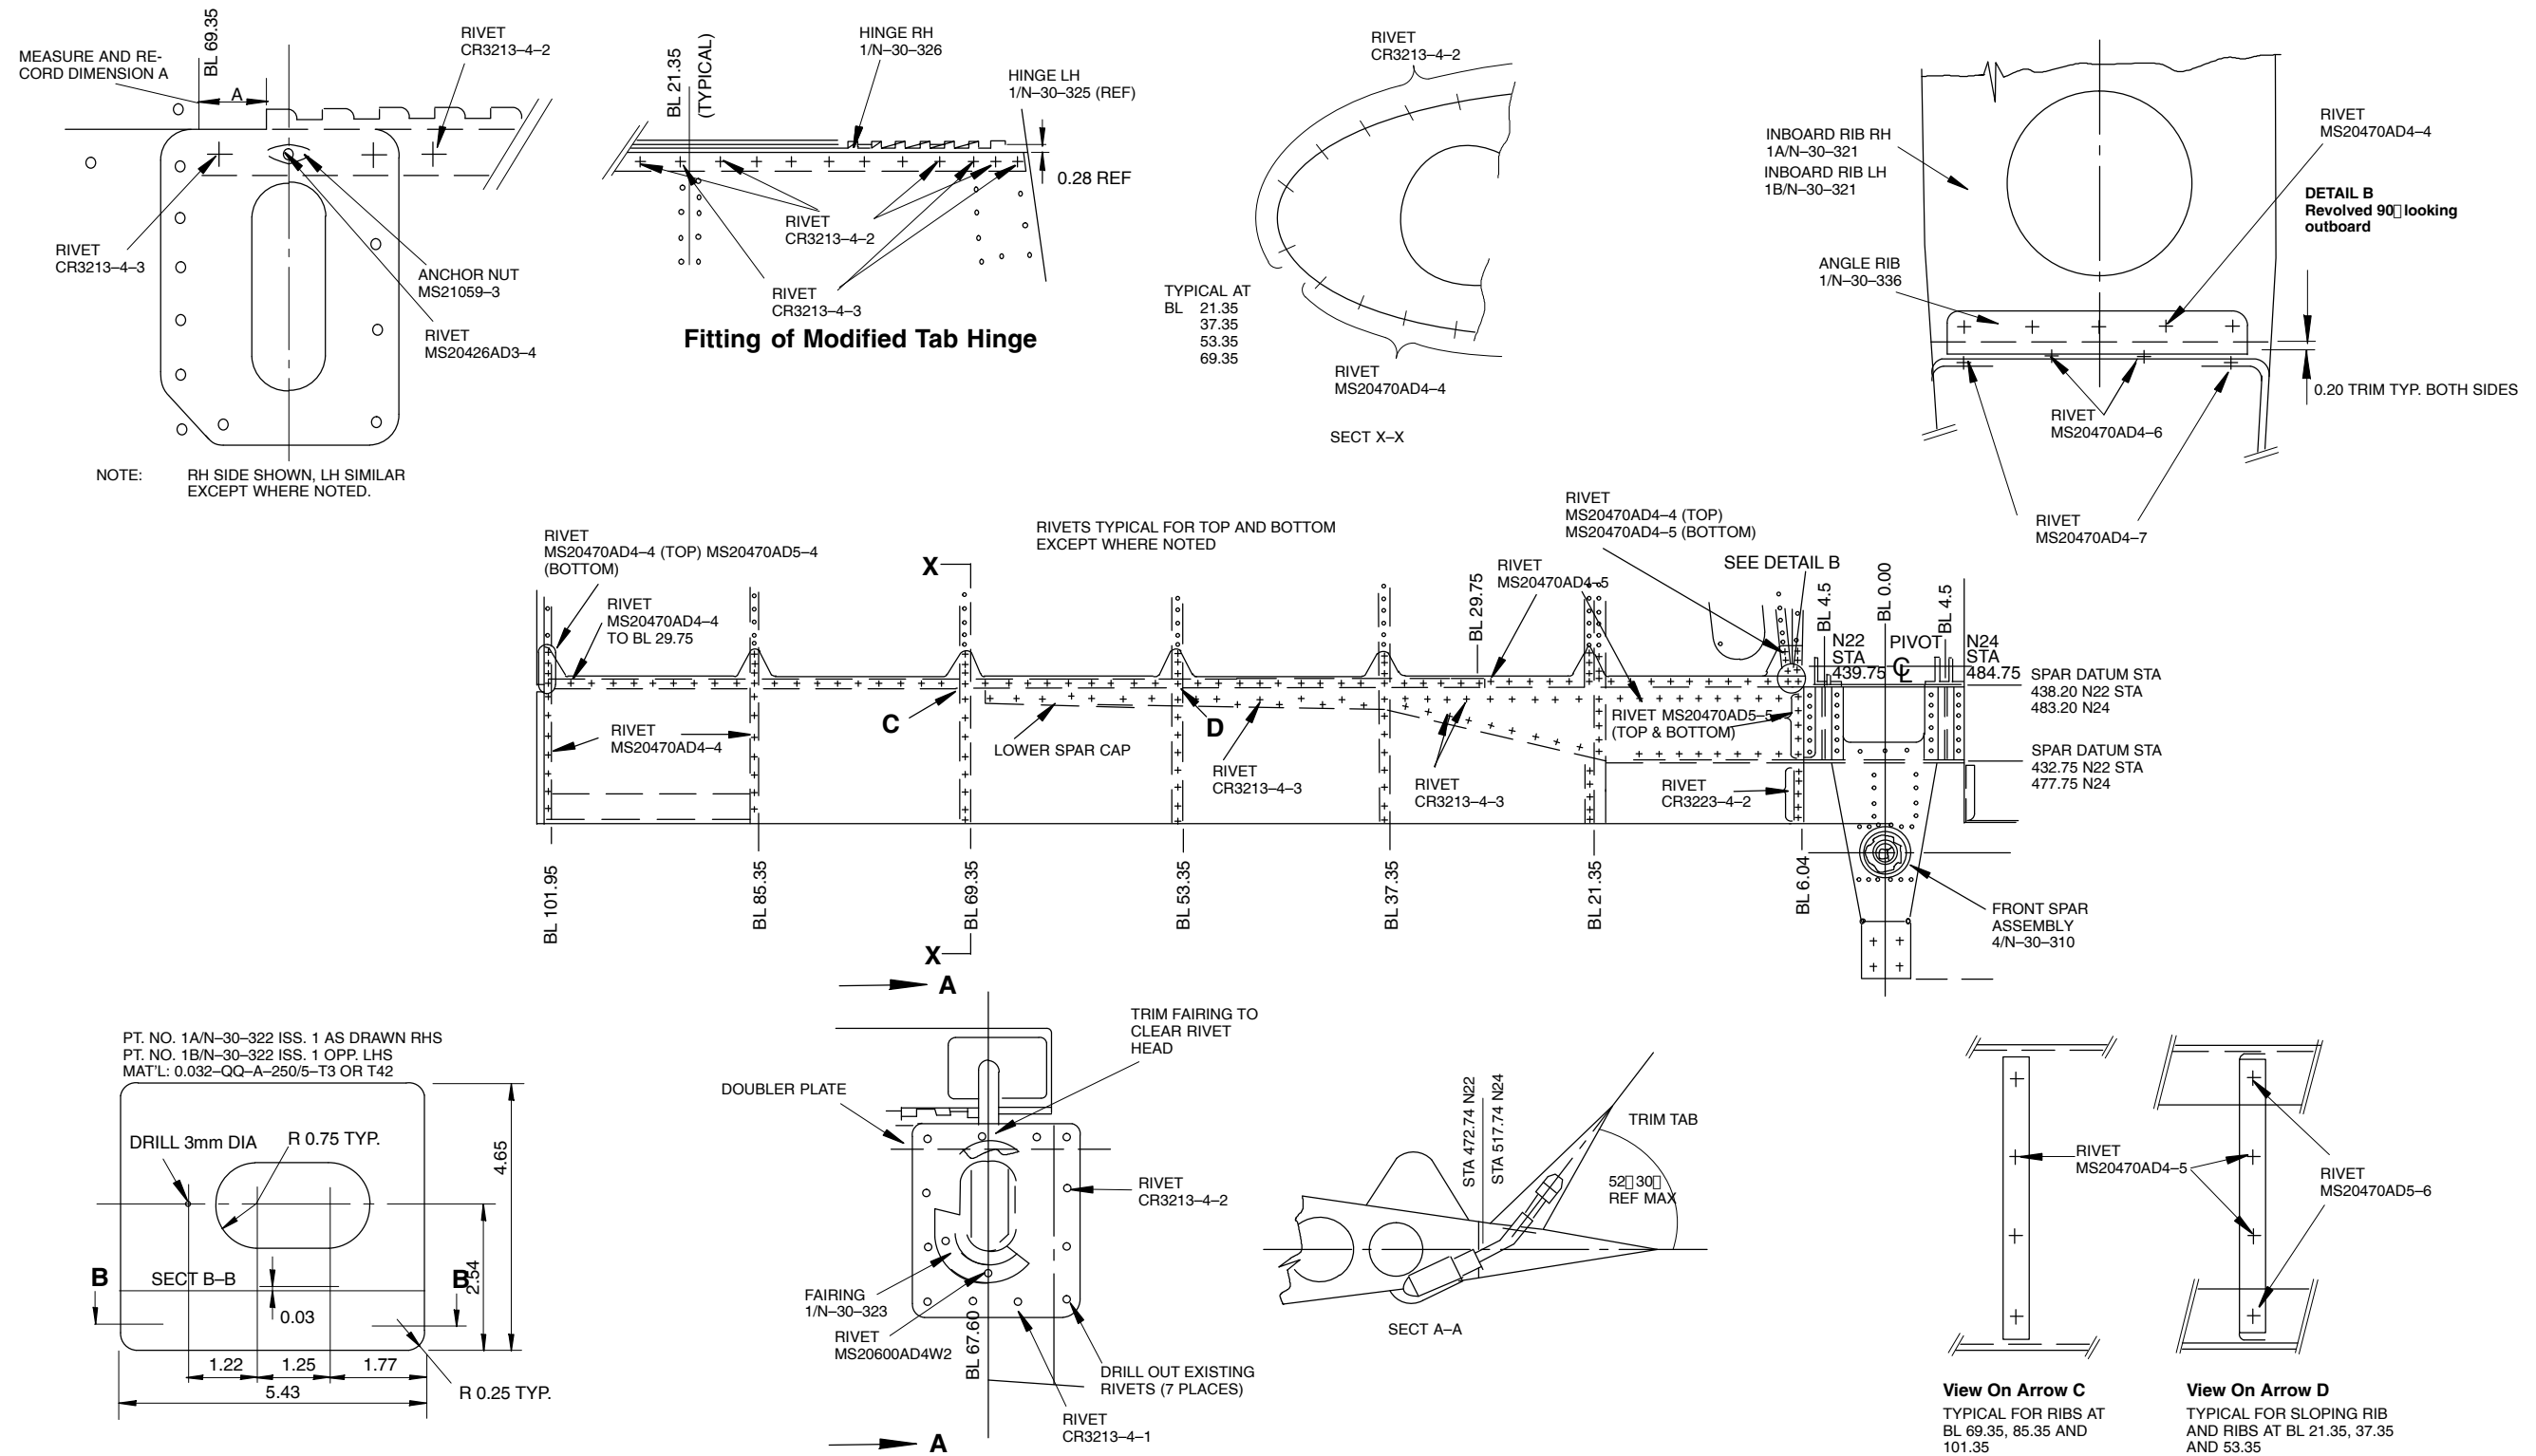 MEASURE AND RE-
CORD DIMENSION A
BL 69.35
A
RIVET
CR3213–4–2
RIVET
CR3213–4–3
ANCHOR NUT
MS21059–3
RIVET
MS20426AD3–4
NOTE: RH SIDE SHOWN, LH SIMILAR
EXCEPT WHERE NOTED.
BL 21.35
(TYPICAL)
HINGE RH
1/N–30–326
HINGE LH
1/N–30–325 (REF)
0.28 REF
RIVET
CR3213–4–2
RIVET
CR3213–4–3
Fitting of Modified Tab Hinge
RIVET
CR3213–4–2
TYPICAL AT
BL 21.35
37.35
53.35
69.35
RIVET
MS20470AD4–4
SECT X–X
INBOARD RIB RH
1A/N–30–321
INBOARD RIB LH
1B/N–30–321
ANGLE RIB
1/N–30–336
RIVET
MS20470AD4–4
DETAIL B
Revolved 90▯ looking
outboard
0.20 TRIM TYP. BOTH SIDES
RIVET
MS20470AD4–6
RIVET
MS20470AD4–7
RIVET
MS20470AD4–4 (TOP) MS20470AD5–4
(BOTTOM)
RIVET
MS20470AD4–4
TO BL 29.75
X
RIVETS TYPICAL FOR TOP AND BOTTOM
EXCEPT WHERE NOTED
RIVET
MS20470AD4–4 (TOP)
MS20470AD4–5 (BOTTOM)
RIVET
MS20470AD4–5
BL 29.75
SEE DETAIL B
BL 4.5
BL 0.00
BL 4.5
N22
STA
439.75
PIVOT
CL
N24
STA
484.75
SPAR DATUM STA
438.20 N22 STA
483.20 N24
SPAR DATUM STA
432.75 N22 STA
477.75 N24
RIVET
MS20470AD4–4
C
LOWER SPAR CAP
D
RIVET
CR3213–4–3
RIVET
CR3213–4–3
RIVET MS20470AD5–5
(TOP & BOTTOM)
RIVET
CR3223–4–2
BL 101.95
BL 85.35
BL 69.35
BL 53.35
BL 37.35
BL 21.35
BL 6.04
X
FRONT SPAR
ASSEMBLY
4/N–30–310
PT. NO. 1A/N–30–322 ISS. 1 AS DRAWN RHS
PT. NO. 1B/N–30–322 ISS. 1 OPP. LHS
MAT'L: 0.032–QQ–A–250/5–T3 OR T42
DRILL 3mm DIA
R 0.75 TYP.
4.65
2.54
B
SECT B–B
B
0.03
1.22
1.25
1.77
5.43
R 0.25 TYP.
A
TRIM FAIRING TO
CLEAR RIVET
HEAD
DOUBLER PLATE
RIVET
CR3213–4–2
FAIRING
1/N–30–323
RIVET
MS20600AD4W2
BL 67.60
DRILL OUT EXISTING
RIVETS (7 PLACES)
RIVET
CR3213–4–1
A
STA 472.74 N22
STA 517.74 N24
TRIM TAB
52▯30▯
REF MAX
SECT A–A
RIVET
MS20470AD4–5
RIVET
MS20470AD5–6
View On Arrow C
TYPICAL FOR RIBS AT
BL 69.35, 85.35 AND
101.35
View On Arrow D
TYPICAL FOR SLOPING RIB
AND RIBS AT BL 21.35, 37.35
AND 53.35